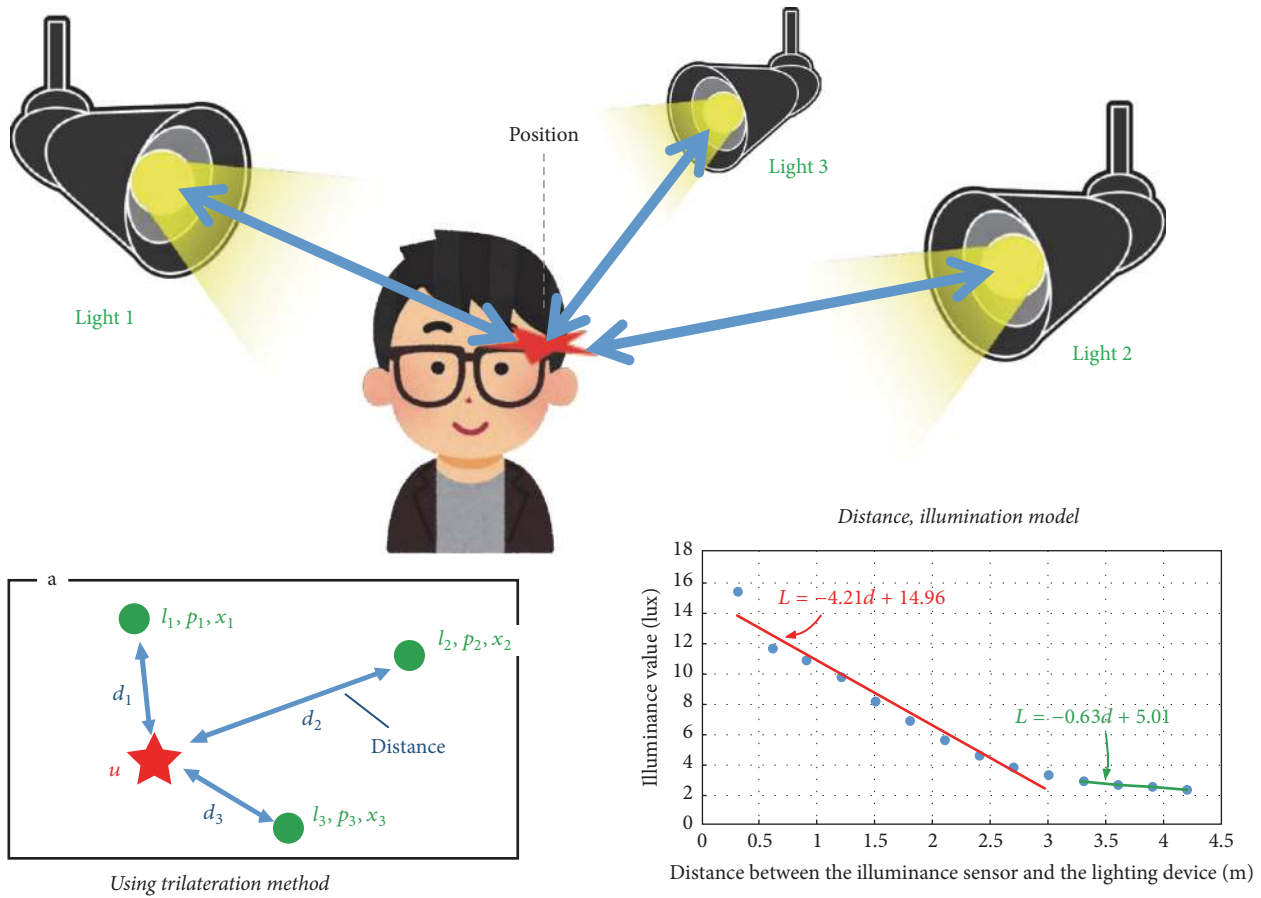 Position
Light 3
Light 1
Light 2
Distance, illumination model
a
l₁, p₁, x₁
l₂, p₂, x₂
d₁
d₂
Distance
u
d₃
l₃, p₃, x₃
Using trilateration method
Illuminance value (lux)
18
16
14
12
10
8
6
4
2
0
L = −4.21d + 14.96
L = −0.63d + 5.01
0 0.5 1 1.5 2 2.5 3 3.5 4 4.5
Distance between the illuminance sensor and the lighting device (m)